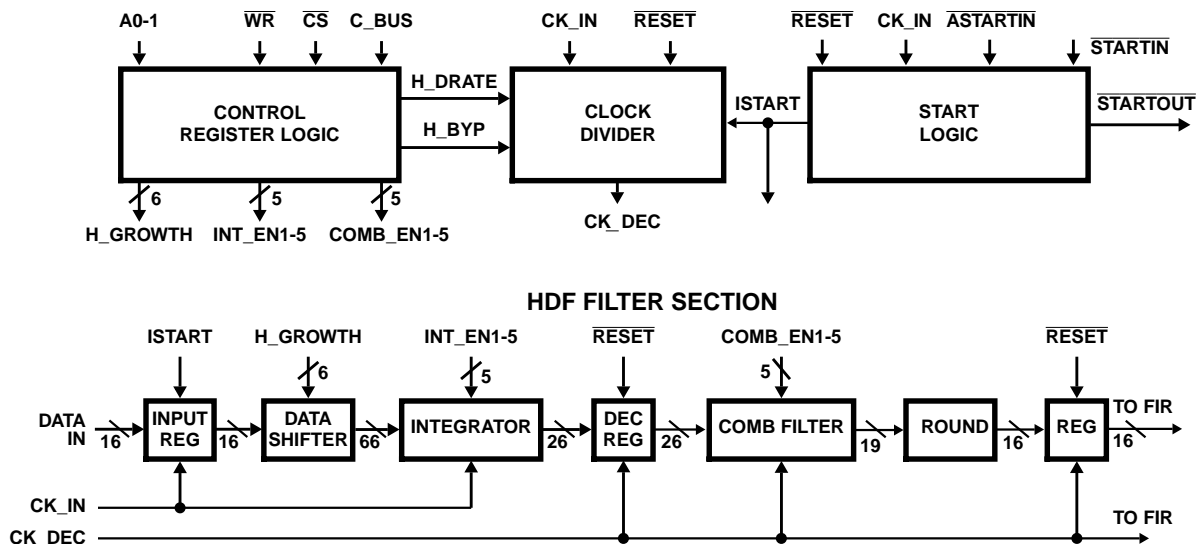 A0-1
WR
CS
C_BUS
CK_IN
RESET
RESET
CK_IN
ASTARTIN
STARTIN
CONTROL
REGISTER LOGIC
H_DRATE
H_BYP
CLOCK
DIVIDER
ISTART
START
LOGIC
STARTOUT
6
5
5
H_GROWTH
INT_EN1-5
COMB_EN1-5
CK_DEC
HDF FILTER SECTION
ISTART
H_GROWTH
INT_EN1-5
RESET
COMB_EN1-5
RESET
6
5
5
DATA
IN
16
INPUT
REG
16
DATA
SHIFTER
66
INTEGRATOR
26
DEC
REG
26
COMB FILTER
19
ROUND
16
REG
TO FIR
16
CK_IN
CK_DEC
TO FIR